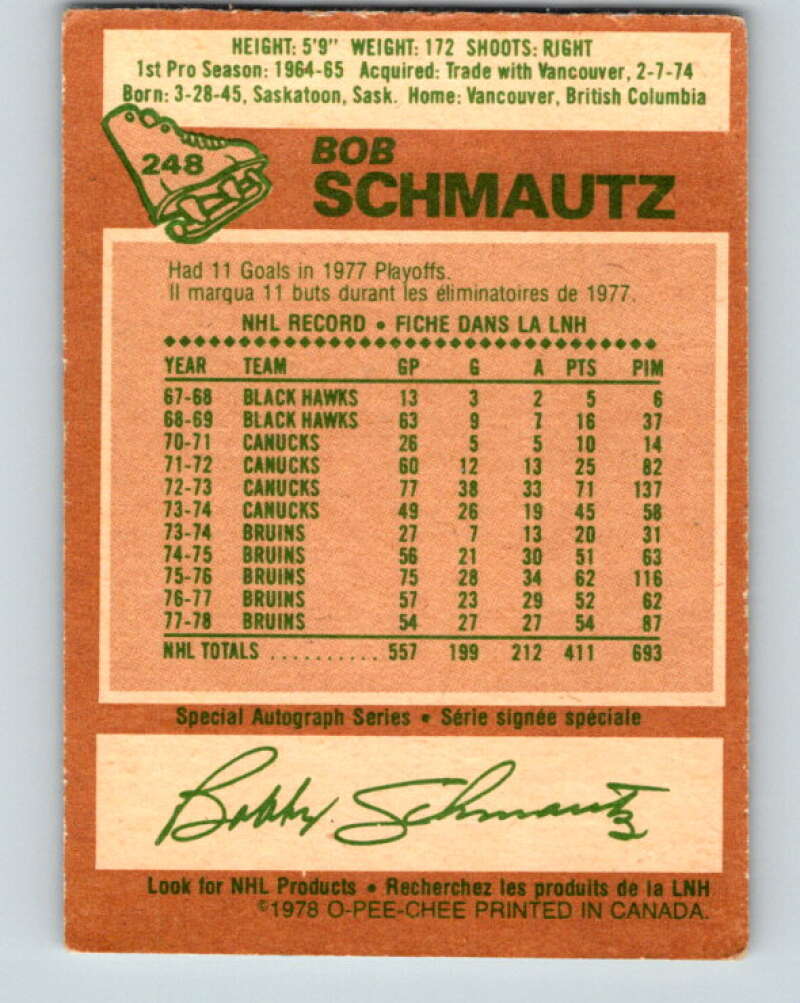 HEIGHT: 5'9" WEIGHT: 172 SHOOTS: RIGHT
1st Pro Season: 1964-65 Acquired: Trade with Vancouver, 2-7-74
Born: 3-28-45, Saskatoon, Sask. Home: Vancouver, British Columbia
248
BOB
SCHMAUTZ
Had 11 Goals in 1977 Playoffs.
Il marqua 11 buts durant les éliminatoires de 1977.
NHL RECORD • FICHE DANS LA LNH
YEAR TEAM GP G A PTS PIM
67-68 BLACK HAWKS 13 3 2 5 6
68-69 BLACK HAWKS 63 9 7 16 37
70-71 CANUCKS 26 5 5 10 14
71-72 CANUCKS 60 12 13 25 82
72-73 CANUCKS 77 38 33 71 137
73-74 CANUCKS 49 26 19 45 58
73-74 BRUINS 27 7 13 20 31
74-75 BRUINS 56 21 30 51 63
75-76 BRUINS 75 28 34 62 116
76-77 BRUINS 57 23 29 52 62
77-78 BRUINS 54 27 27 54 87
NHL TOTALS .......... 557 199 212 411 693
Special Autograph Series • Série signée spéciale
Bobby Schmautz
Look for NHL Products • Recherchez les produits de la LNH
©1978 O-PEE-CHEE PRINTED IN CANADA.